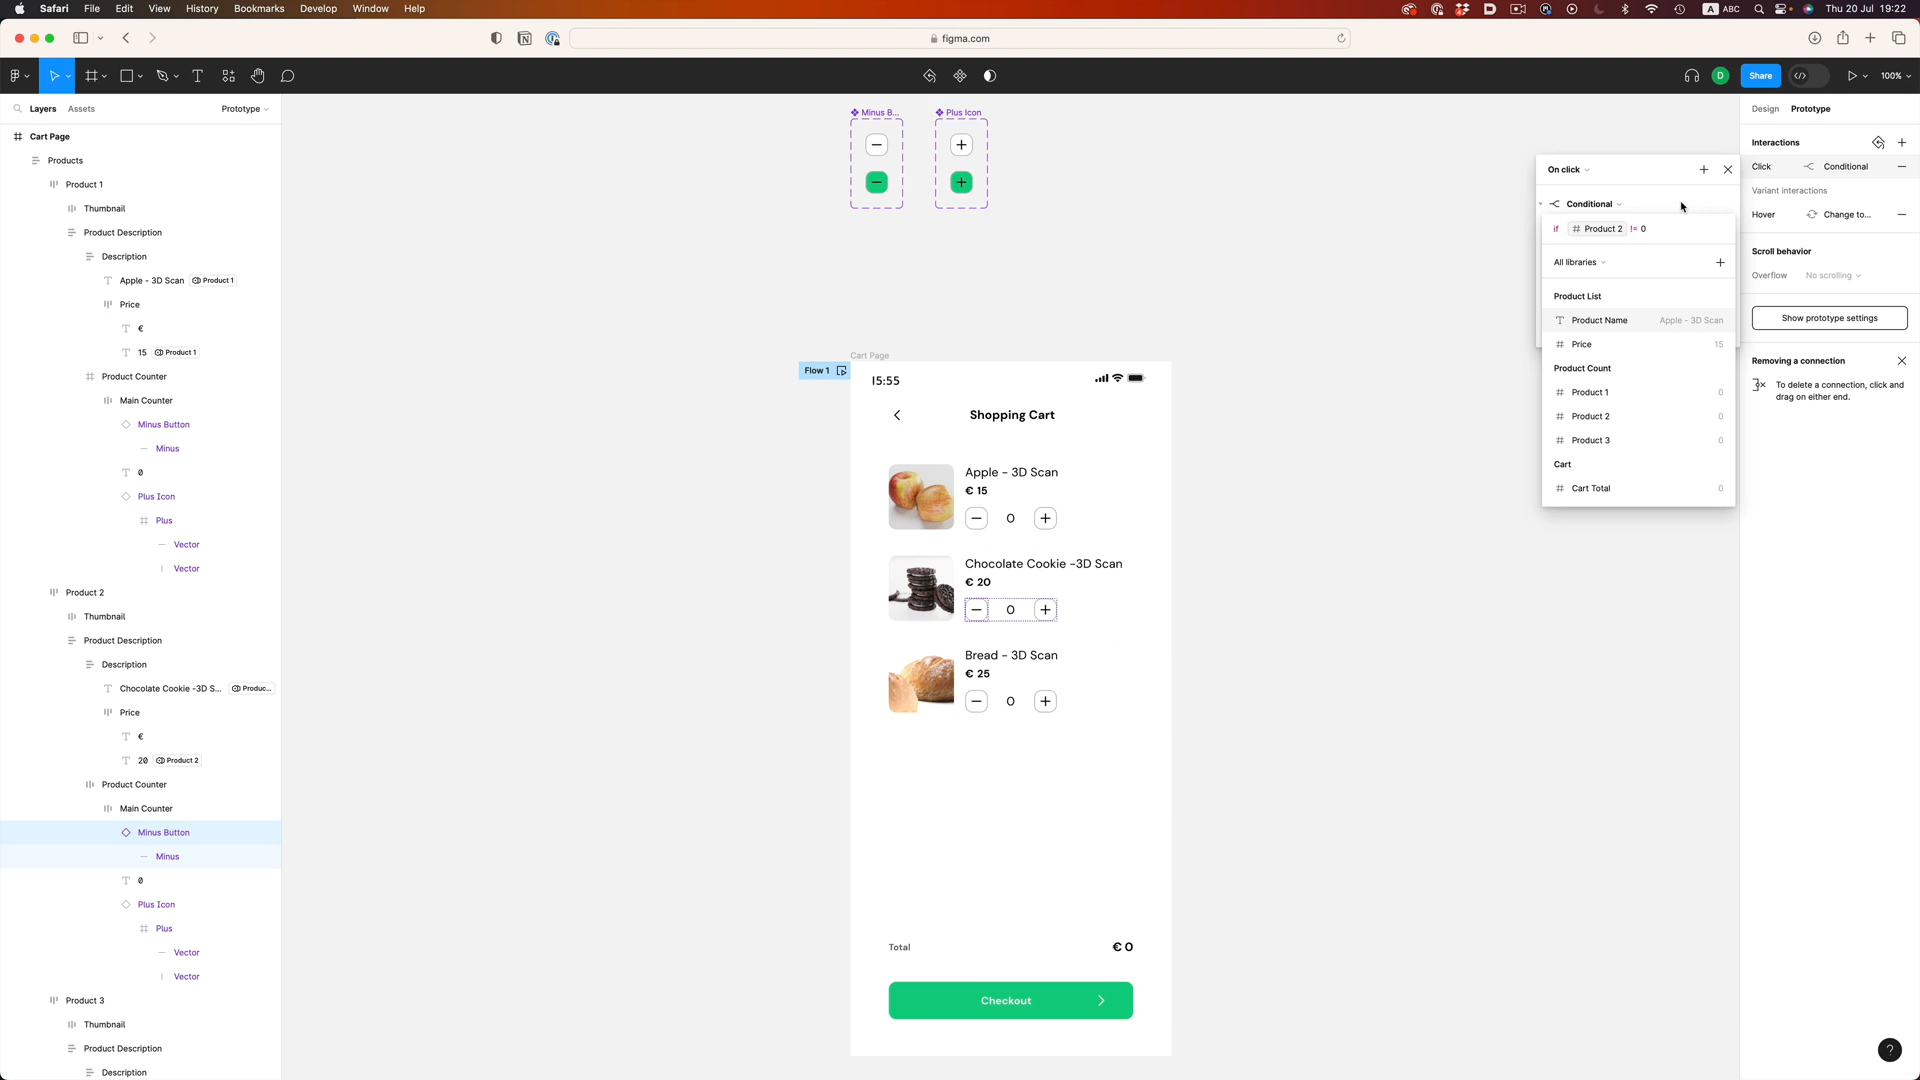 Safari File Edit View History Bookmarks Develop Window Help
A ABC Thu 20 Jul 19:22
figma.com
D Share 100%
Layers Assets Prototype
Cart Page
Products
Product 1
Thumbnail
Product Description
Description
Apple - 3D Scan Product 1
Price
€
15 Product 1
Product Counter
Main Counter
Minus Button
Minus
0
Plus Icon
Plus
Vector
Vector
Product 2
Thumbnail
Product Description
Description
Chocolate Cookie -3D S... Produc...
Price
€
20 Product 2
Product Counter
Main Counter
Minus Button
Minus
0
Plus Icon
Plus
Vector
Vector
Product 3
Thumbnail
Product Description
Description
Minus B... Plus Icon
Cart Page
Flow 1
15:55
Shopping Cart
Apple - 3D Scan
€ 15
0
Chocolate Cookie -3D Scan
€ 20
0
Bread - 3D Scan
€ 25
0
Total € 0
Checkout
On click
Conditional
if Product 2 != 0
All libraries
Product List
Product Name Apple - 3D Scan
Price 15
Product Count
Product 1 0
Product 2 0
Product 3 0
Cart
Cart Total 0
Design Prototype
Interactions
Click Conditional
Variant interactions
Hover Change to...
Scroll behavior
Overflow No scrolling
Show prototype settings
Removing a connection
To delete a connection, click and
drag on either end.
?